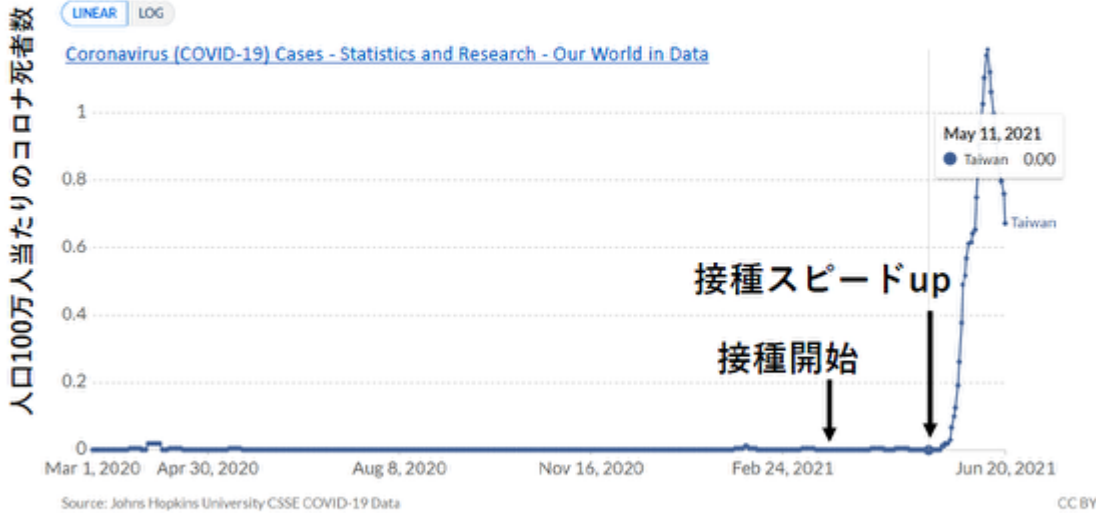 LINEAR LOG
Coronavirus (COVID-19) Cases - Statistics and Research - Our World in Data
人口100万人当たりのコロナ死者数
1
May 11, 2021
Taiwan 0.00
0.8
Taiwan
0.6
接種スピードup
0.4
接種開始
0.2
0
Mar 1, 2020 Apr 30, 2020 Aug 8, 2020 Nov 16, 2020 Feb 24, 2021 Jun 20, 2021
Source: Johns Hopkins University CSSE COVID-19 Data CC BY